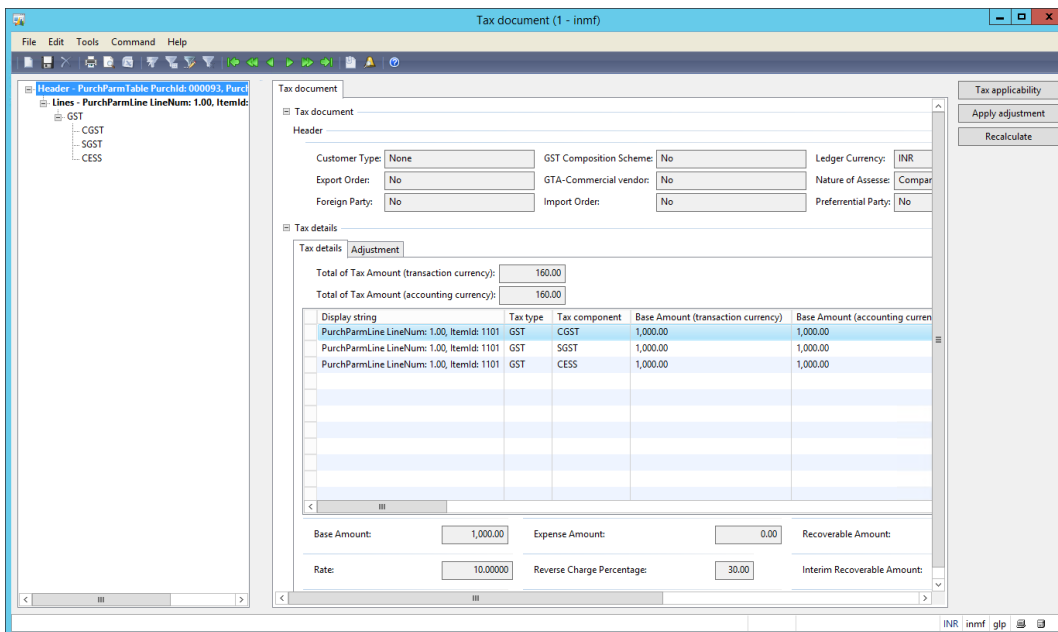 Tax document (1 - inmf)
File Edit Tools Command Help
Header - PurchParmTable PurchId: 000093, Purch
Lines - PurchParmLine LineNum: 1.00, ItemId:
GST
CGST
SGST
CESS
Tax document
Tax document
Header
Customer Type: None GST Composition Scheme: No Ledger Currency: INR
Export Order: No GTA-Commercial vendor: No Nature of Assesse: Compar
Foreign Party: No Import Order: No Preferrential Party: No
Tax details
Tax details Adjustment
Total of Tax Amount (transaction currency): 160.00
Total of Tax Amount (accounting currency): 160.00
Display string Tax type Tax component Base Amount (transaction currency) Base Amount (accounting curren
PurchParmLine LineNum: 1.00, ItemId: 1101 GST CGST 1,000.00 1,000.00
PurchParmLine LineNum: 1.00, ItemId: 1101 GST SGST 1,000.00 1,000.00
PurchParmLine LineNum: 1.00, ItemId: 1101 GST CESS 1,000.00 1,000.00
Base Amount: 1,000.00 Expense Amount: 0.00 Recoverable Amount:
Rate: 10.00000 Reverse Charge Percentage: 30.00 Interim Recoverable Amount:
Tax applicability
Apply adjustment
Recalculate
INR inmf glp